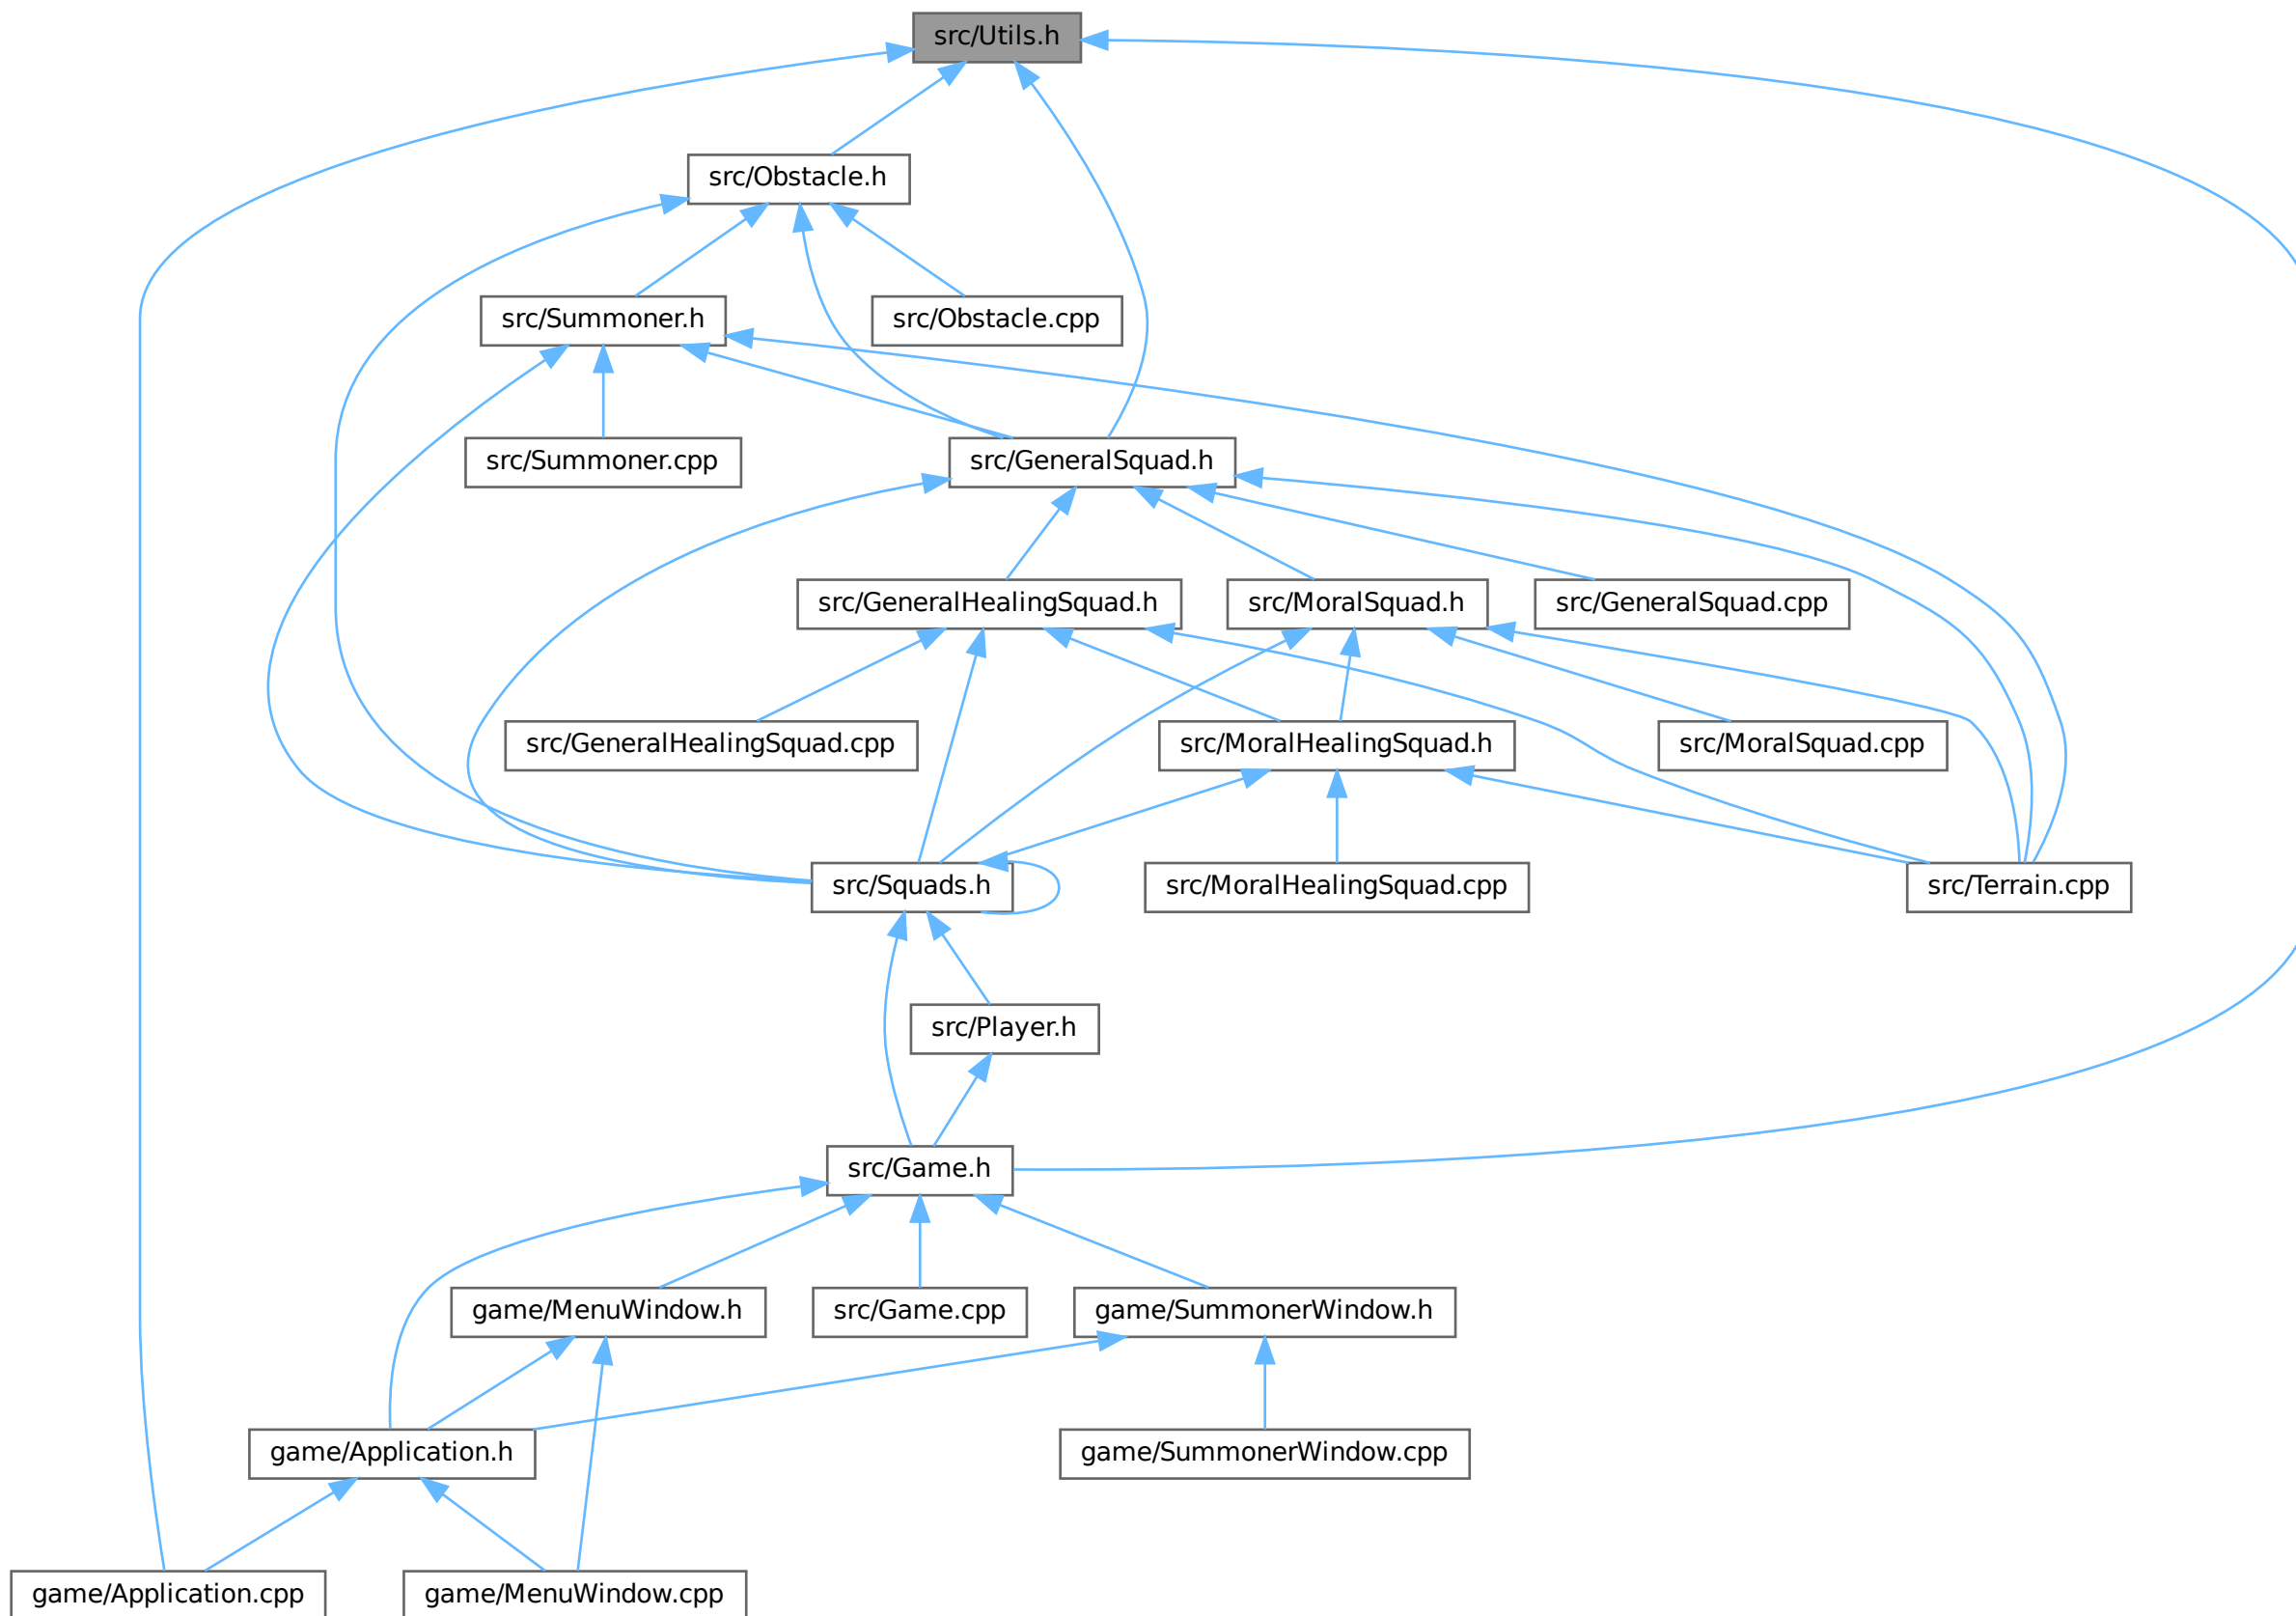 src/Utils.h
src/Obstacle.h
src/Summoner.h
src/Obstacle.cpp
src/Summoner.cpp
src/GeneralSquad.h
src/GeneralHealingSquad.h
src/MoralSquad.h
src/GeneralSquad.cpp
src/GeneralHealingSquad.cpp
src/MoralHealingSquad.h
src/MoralSquad.cpp
src/Squads.h
src/MoralHealingSquad.cpp
src/Terrain.cpp
src/Player.h
src/Game.h
game/MenuWindow.h
src/Game.cpp
game/SummonerWindow.h
game/Application.h
game/SummonerWindow.cpp
game/Application.cpp
game/MenuWindow.cpp